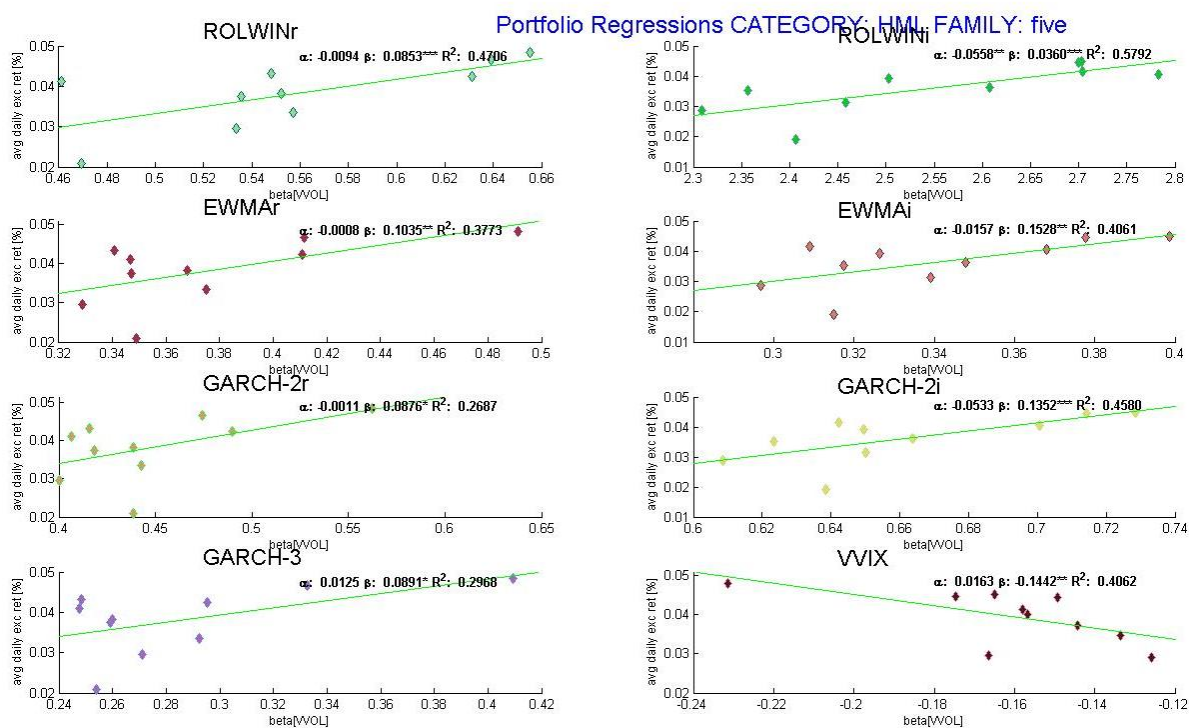 Portfolio Regressions CATEGORY: HML FAMILY: five
ROLWINr
α: -0.0094 β: 0.0853*** R²: 0.4706
avg daily exc ret [%]
0.05
0.04
0.03
0.02
0.46 0.48 0.5 0.52 0.54 0.56 0.58 0.6 0.62 0.64 0.66
beta[VVOL]
ROLWINi
α: -0.0558** β: 0.0360*** R²: 0.5792
avg daily exc ret [%]
0.05
0.04
0.03
0.02
0.01
2.3 2.35 2.4 2.45 2.5 2.55 2.6 2.65 2.7 2.75 2.8
beta[VVOL]
EWMAr
α: -0.0008 β: 0.1035** R²: 0.3773
avg daily exc ret [%]
0.05
0.04
0.03
0.02
0.32 0.34 0.36 0.38 0.4 0.42 0.44 0.46 0.48 0.5
beta[VVOL]
EWMAi
α: -0.0157 β: 0.1528** R²: 0.4061
avg daily exc ret [%]
0.05
0.04
0.03
0.02
0.01
0.3 0.32 0.34 0.36 0.38 0.4
beta[VVOL]
GARCH-2r
α: -0.0011 β: 0.0876* R²: 0.2687
avg daily exc ret [%]
0.05
0.04
0.03
0.02
0.4 0.45 0.5 0.55 0.6 0.65
beta[VVOL]
GARCH-2i
α: -0.0533 β: 0.1352*** R²: 0.4580
avg daily exc ret [%]
0.05
0.04
0.03
0.02
0.01
0.6 0.62 0.64 0.66 0.68 0.7 0.72 0.74
beta[VVOL]
GARCH-3
α: 0.0125 β: 0.0891* R²: 0.2968
avg daily exc ret [%]
0.05
0.04
0.03
0.02
0.24 0.26 0.28 0.3 0.32 0.34 0.36 0.38 0.4 0.42
beta[VVOL]
VVIX
α: 0.0163 β: -0.1442** R²: 0.4062
avg daily exc ret [%]
0.05
0.04
0.03
0.02
-0.24 -0.22 -0.2 -0.18 -0.16 -0.14 -0.12
beta[VVOL]